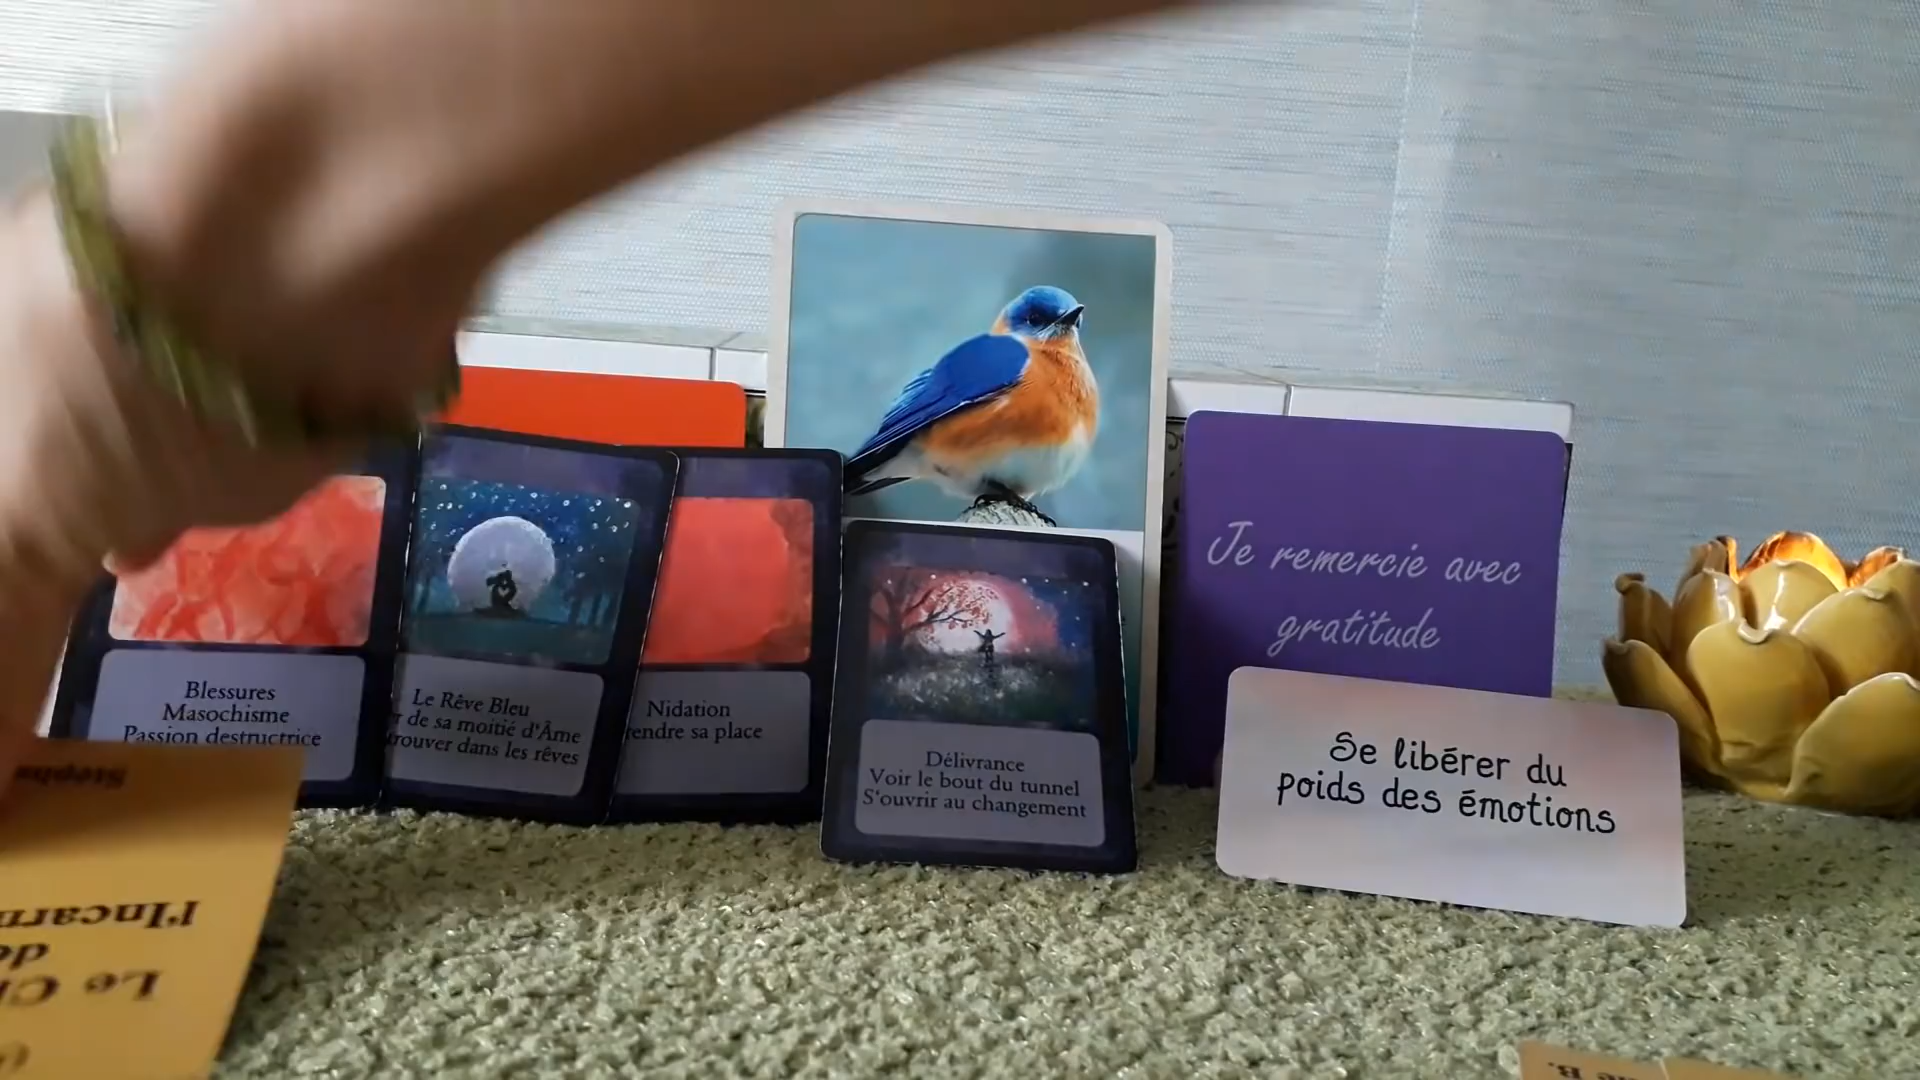 Blessures
Masochisme
Passion destructrice
Le Rêve Bleu
de sa moitié d'Âme
dans les rêves
Nidation
sa place
Délivrance
Voir le bout du tunnel
S'ouvrir au changement
Je remercie avec
gratitude
Se libérer du
poids des émotions
Le